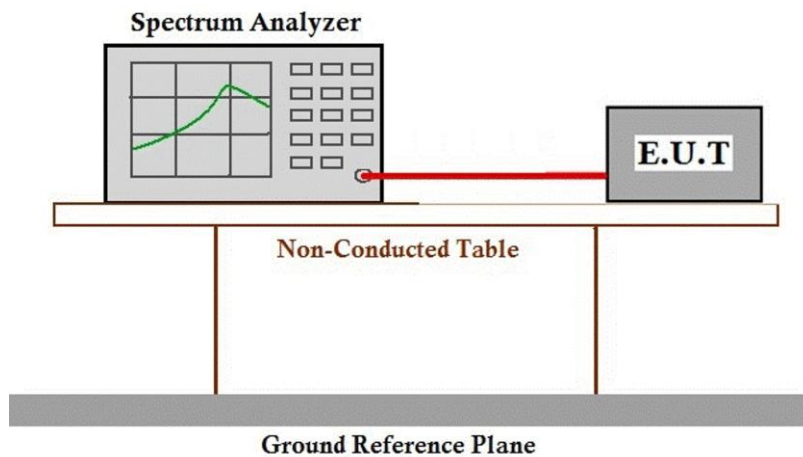 Spectrum Analyzer
E.U.T
Non-Conducted Table
Ground Reference Plane